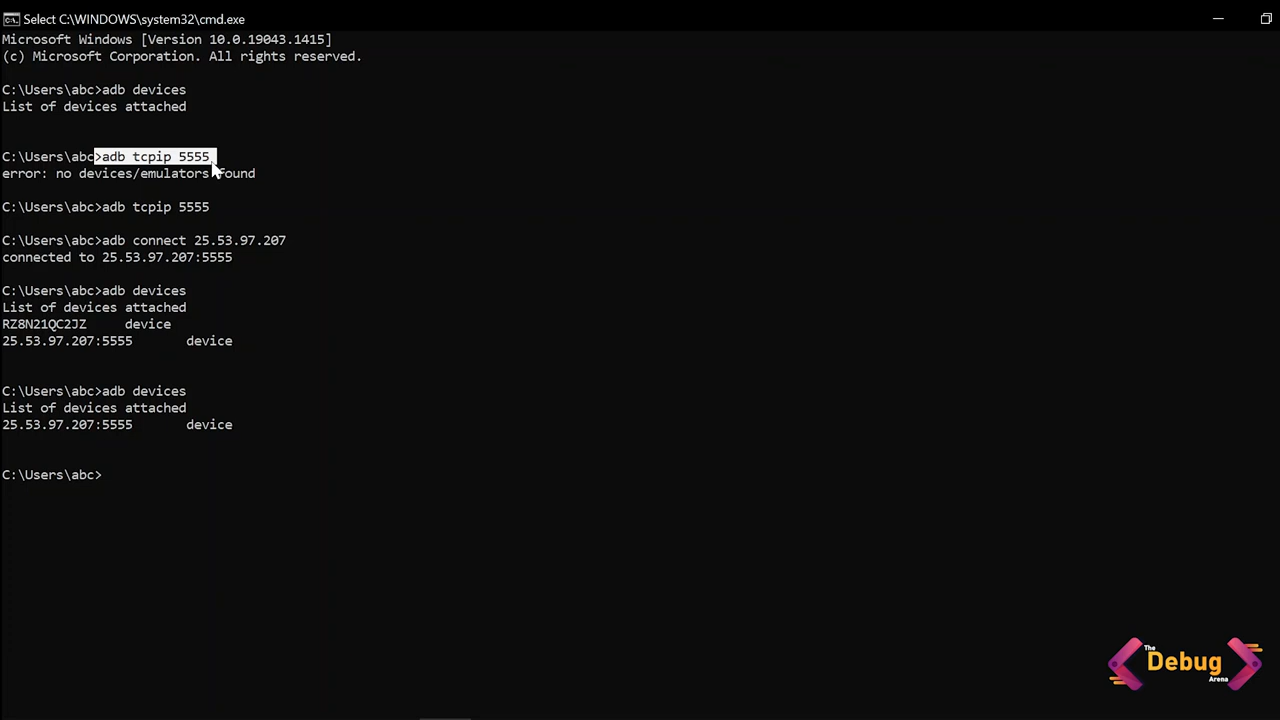 Select C:\WINDOWS\system32\cmd.exe
Microsoft Windows [Version 10.0.19043.1415]
(c) Microsoft Corporation. All rights reserved.
C:\Users\abc>adb devices
List of devices attached
C:\Users\abc>adb tcpip 5555
error: no devices/emulators found
C:\Users\abc>adb tcpip 5555
C:\Users\abc>adb connect 25.53.97.207
connected to 25.53.97.207:5555
C:\Users\abc>adb devices
List of devices attached
RZ8N21QC2JZ     device
25.53.97.207:5555       device
C:\Users\abc>adb devices
List of devices attached
25.53.97.207:5555       device
C:\Users\abc>
The
Debug
Arena